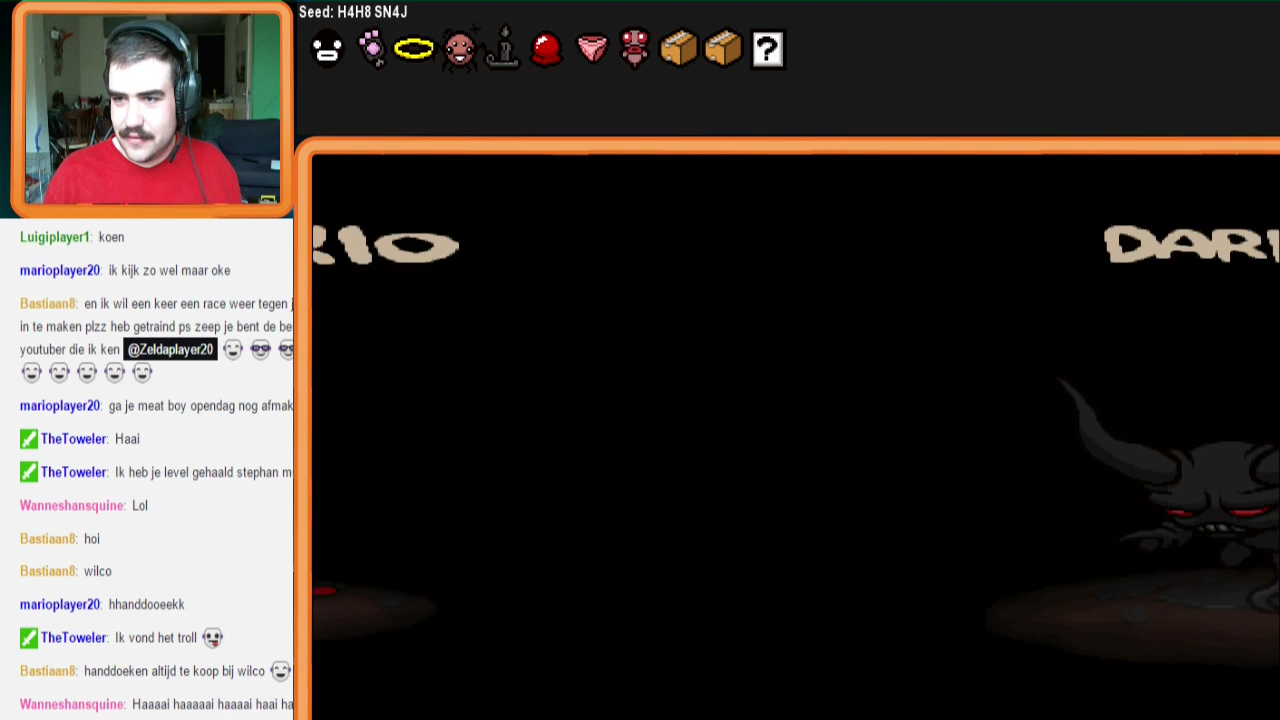 Seed: H4H8 SN4J
?
RIO
DARI
Luigiplayer1: koen
marioplayer20: ik kijk zo wel maar oke
Bastiaan8: en ik wil een keer een race weer tegen j
in te maken plzz heb getraind ps zeep je bent de be
youtuber die ik ken @Zeldaplayer20
marioplayer20: ga je meat boy opendag nog afmak
TheToweler: Haai
TheToweler: Ik heb je level gehaald stephan m
Wanneshansquine: Lol
Bastiaan8: hoi
Bastiaan8: wilco
marioplayer20: hhanddooeekk
TheToweler: Ik vond het troll
Bastiaan8: handdoeken altijd te koop bij wilco
Wanneshansquine: Haaaai haaaaai haaaai haai ha